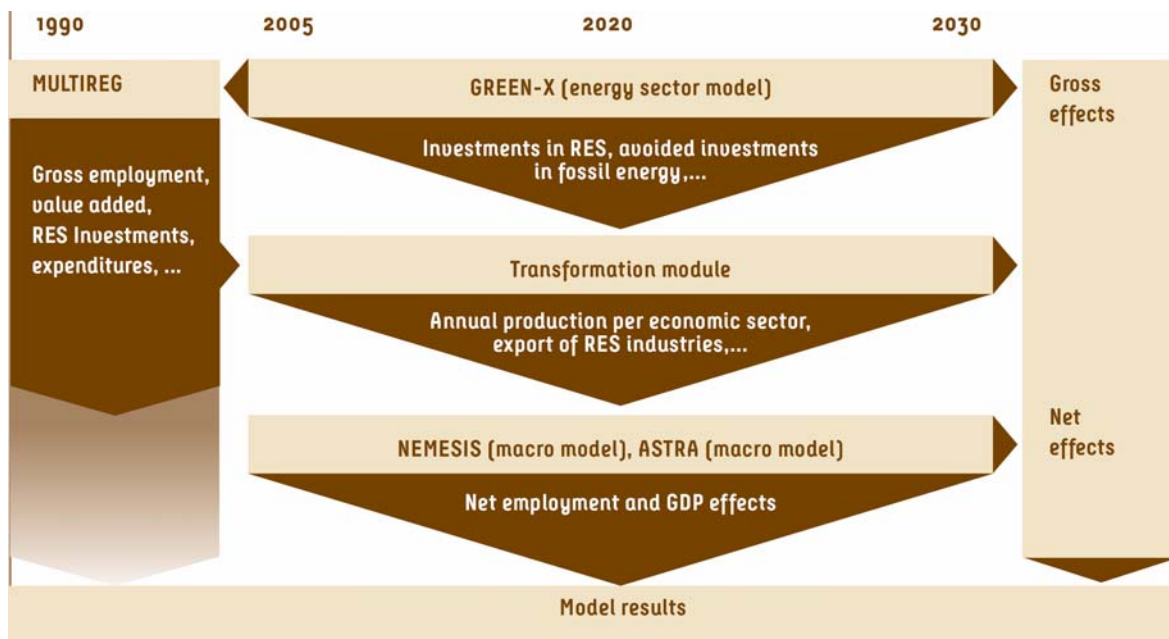 1990 2005 2020 2030
MULTIREG
GREEN-X (energy sector model)
Gross
effects
Investments in RES, avoided investments
in fossil energy,...
Gross employment,
value added,
RES Investments,
expenditures, ...
Transformation module
Annual production per economic sector,
export of RES industries,...
NEMESIS (macro model), ASTRA (macro model)
Net
effects
Net employment and GDP effects
Model results